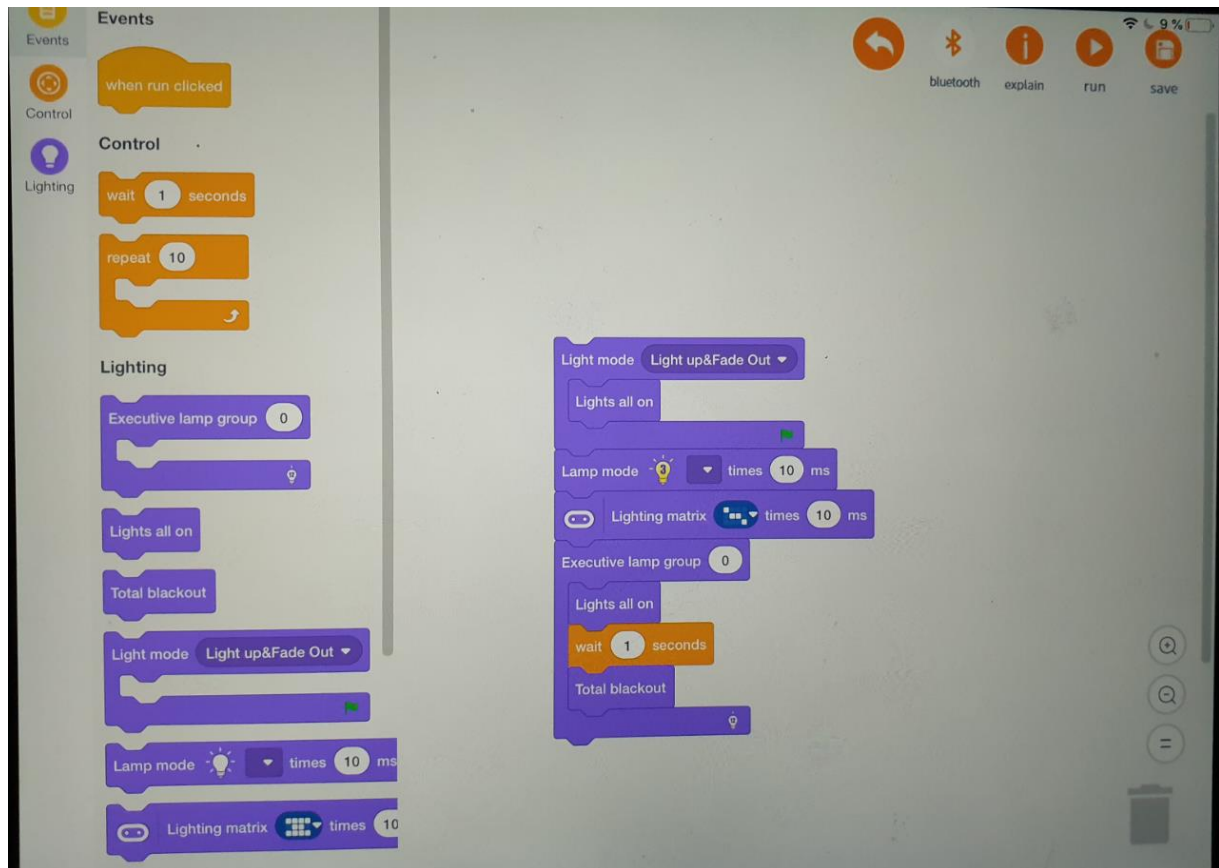 9 %
Events
Control
Lighting
Events
when run clicked
Control
wait 1 seconds
repeat 10
Lighting
Executive lamp group 0
Lights all on
Total blackout
Light mode Light up&Fade Out
Lamp mode times 10 ms
Lighting matrix times 10
bluetooth
explain
run
save
Light mode Light up&Fade Out
Lights all on
Lamp mode 3 times 10 ms
Lighting matrix times 10 ms
Executive lamp group 0
Lights all on
wait 1 seconds
Total blackout